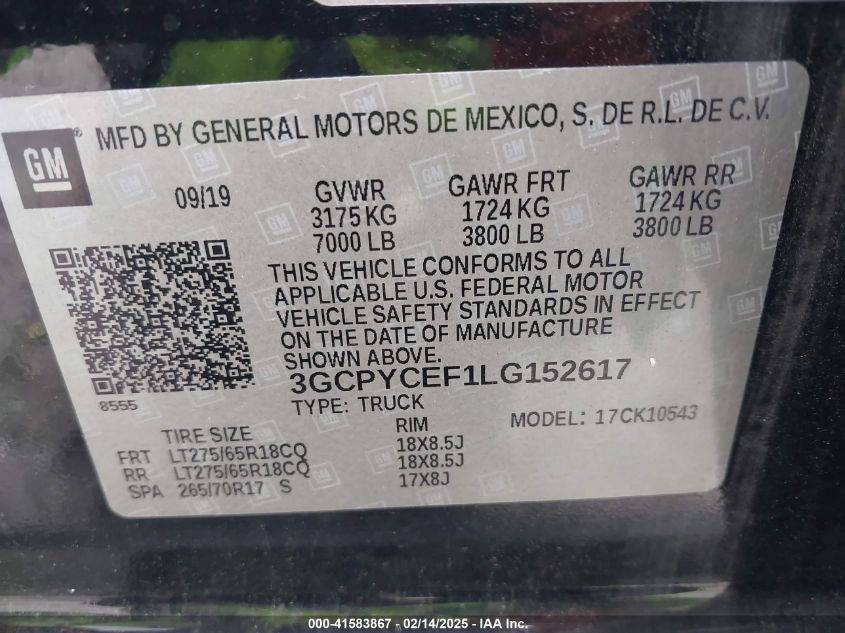 GM
MFD BY GENERAL MOTORS DE MEXICO, S. DE R.L. DE C.V.
09/19
GVWR
3175 KG
7000 LB
GAWR FRT
1724 KG
3800 LB
GAWR RR
1724 KG
3800 LB
THIS VEHICLE CONFORMS TO ALL
APPLICABLE U.S. FEDERAL MOTOR
VEHICLE SAFETY STANDARDS IN EFFECT
ON THE DATE OF MANUFACTURE
SHOWN ABOVE.
3GCPYCEF1LG152617
8555
TYPE: TRUCK
MODEL: 17CK10543
TIRE SIZE RIM
FRT LT275/65R18CQ 18X8.5J
RR LT275/65R18CQ 18X8.5J
SPA 265/70R17 S 17X8J
000-41583867 - 02/14/2025 - IAA Inc.